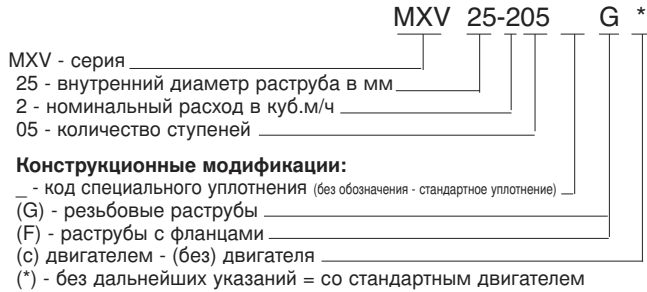 MXV 25-205 G *
MXV - серия
25 - внутренний диаметр раструба в мм
2 - номинальный расход в куб.м/ч
05 - количество ступеней
Конструкционные модификации:
_ - код специального уплотнения (без обозначения - стандартное уплотнение)
(G) - резьбовые раструбы
(F) - раструбы с фланцами
(с) двигателем - (без) двигателя
(*) - без дальнейших указаний = со стандартным двигателем